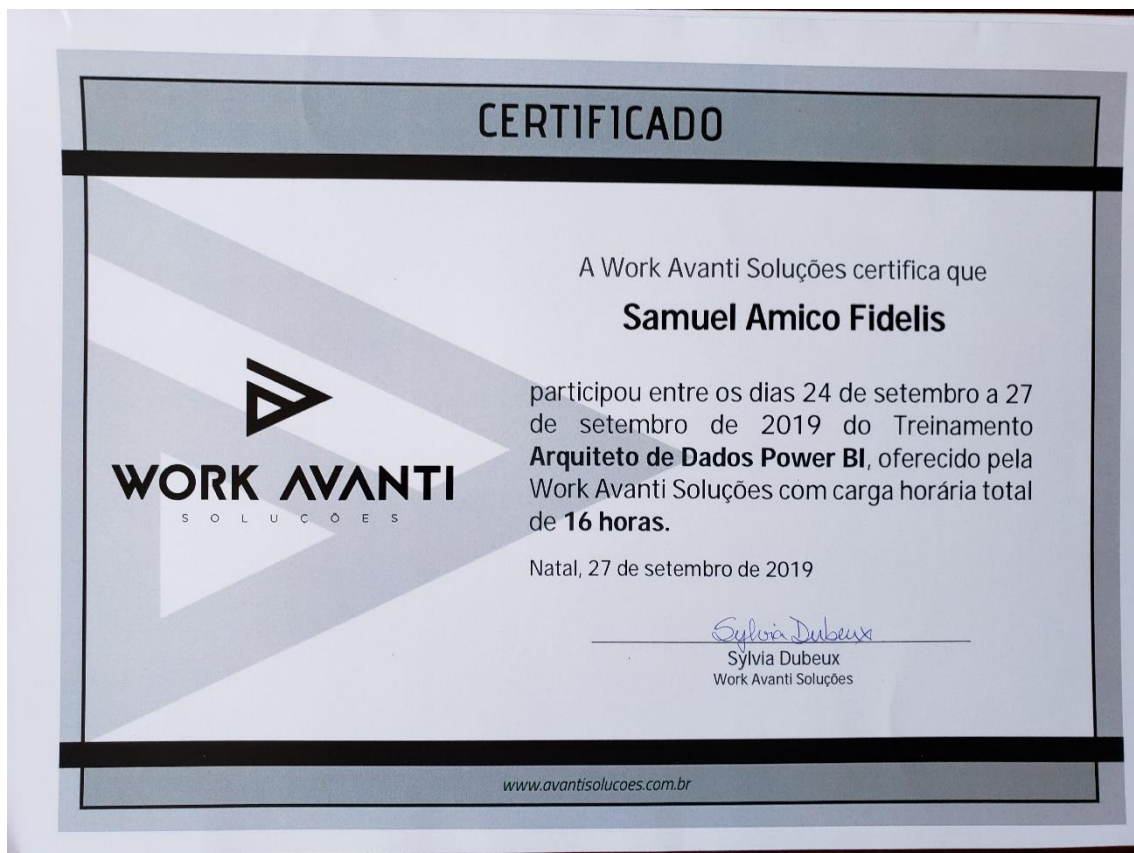 CERTIFICADO
A Work Avanti Soluções certifica que
Samuel Amico Fidelis
participou entre os dias 24 de setembro a 27
de setembro de 2019 do Treinamento
Arquiteto de Dados Power BI, oferecido pela
Work Avanti Soluções com carga horária total
de 16 horas.
Natal, 27 de setembro de 2019
Sylvia Dubeux
Sylvia Dubeux
Work Avanti Soluções
WORK AVANTI
SOLUÇÕES
www.avantisolucoes.com.br